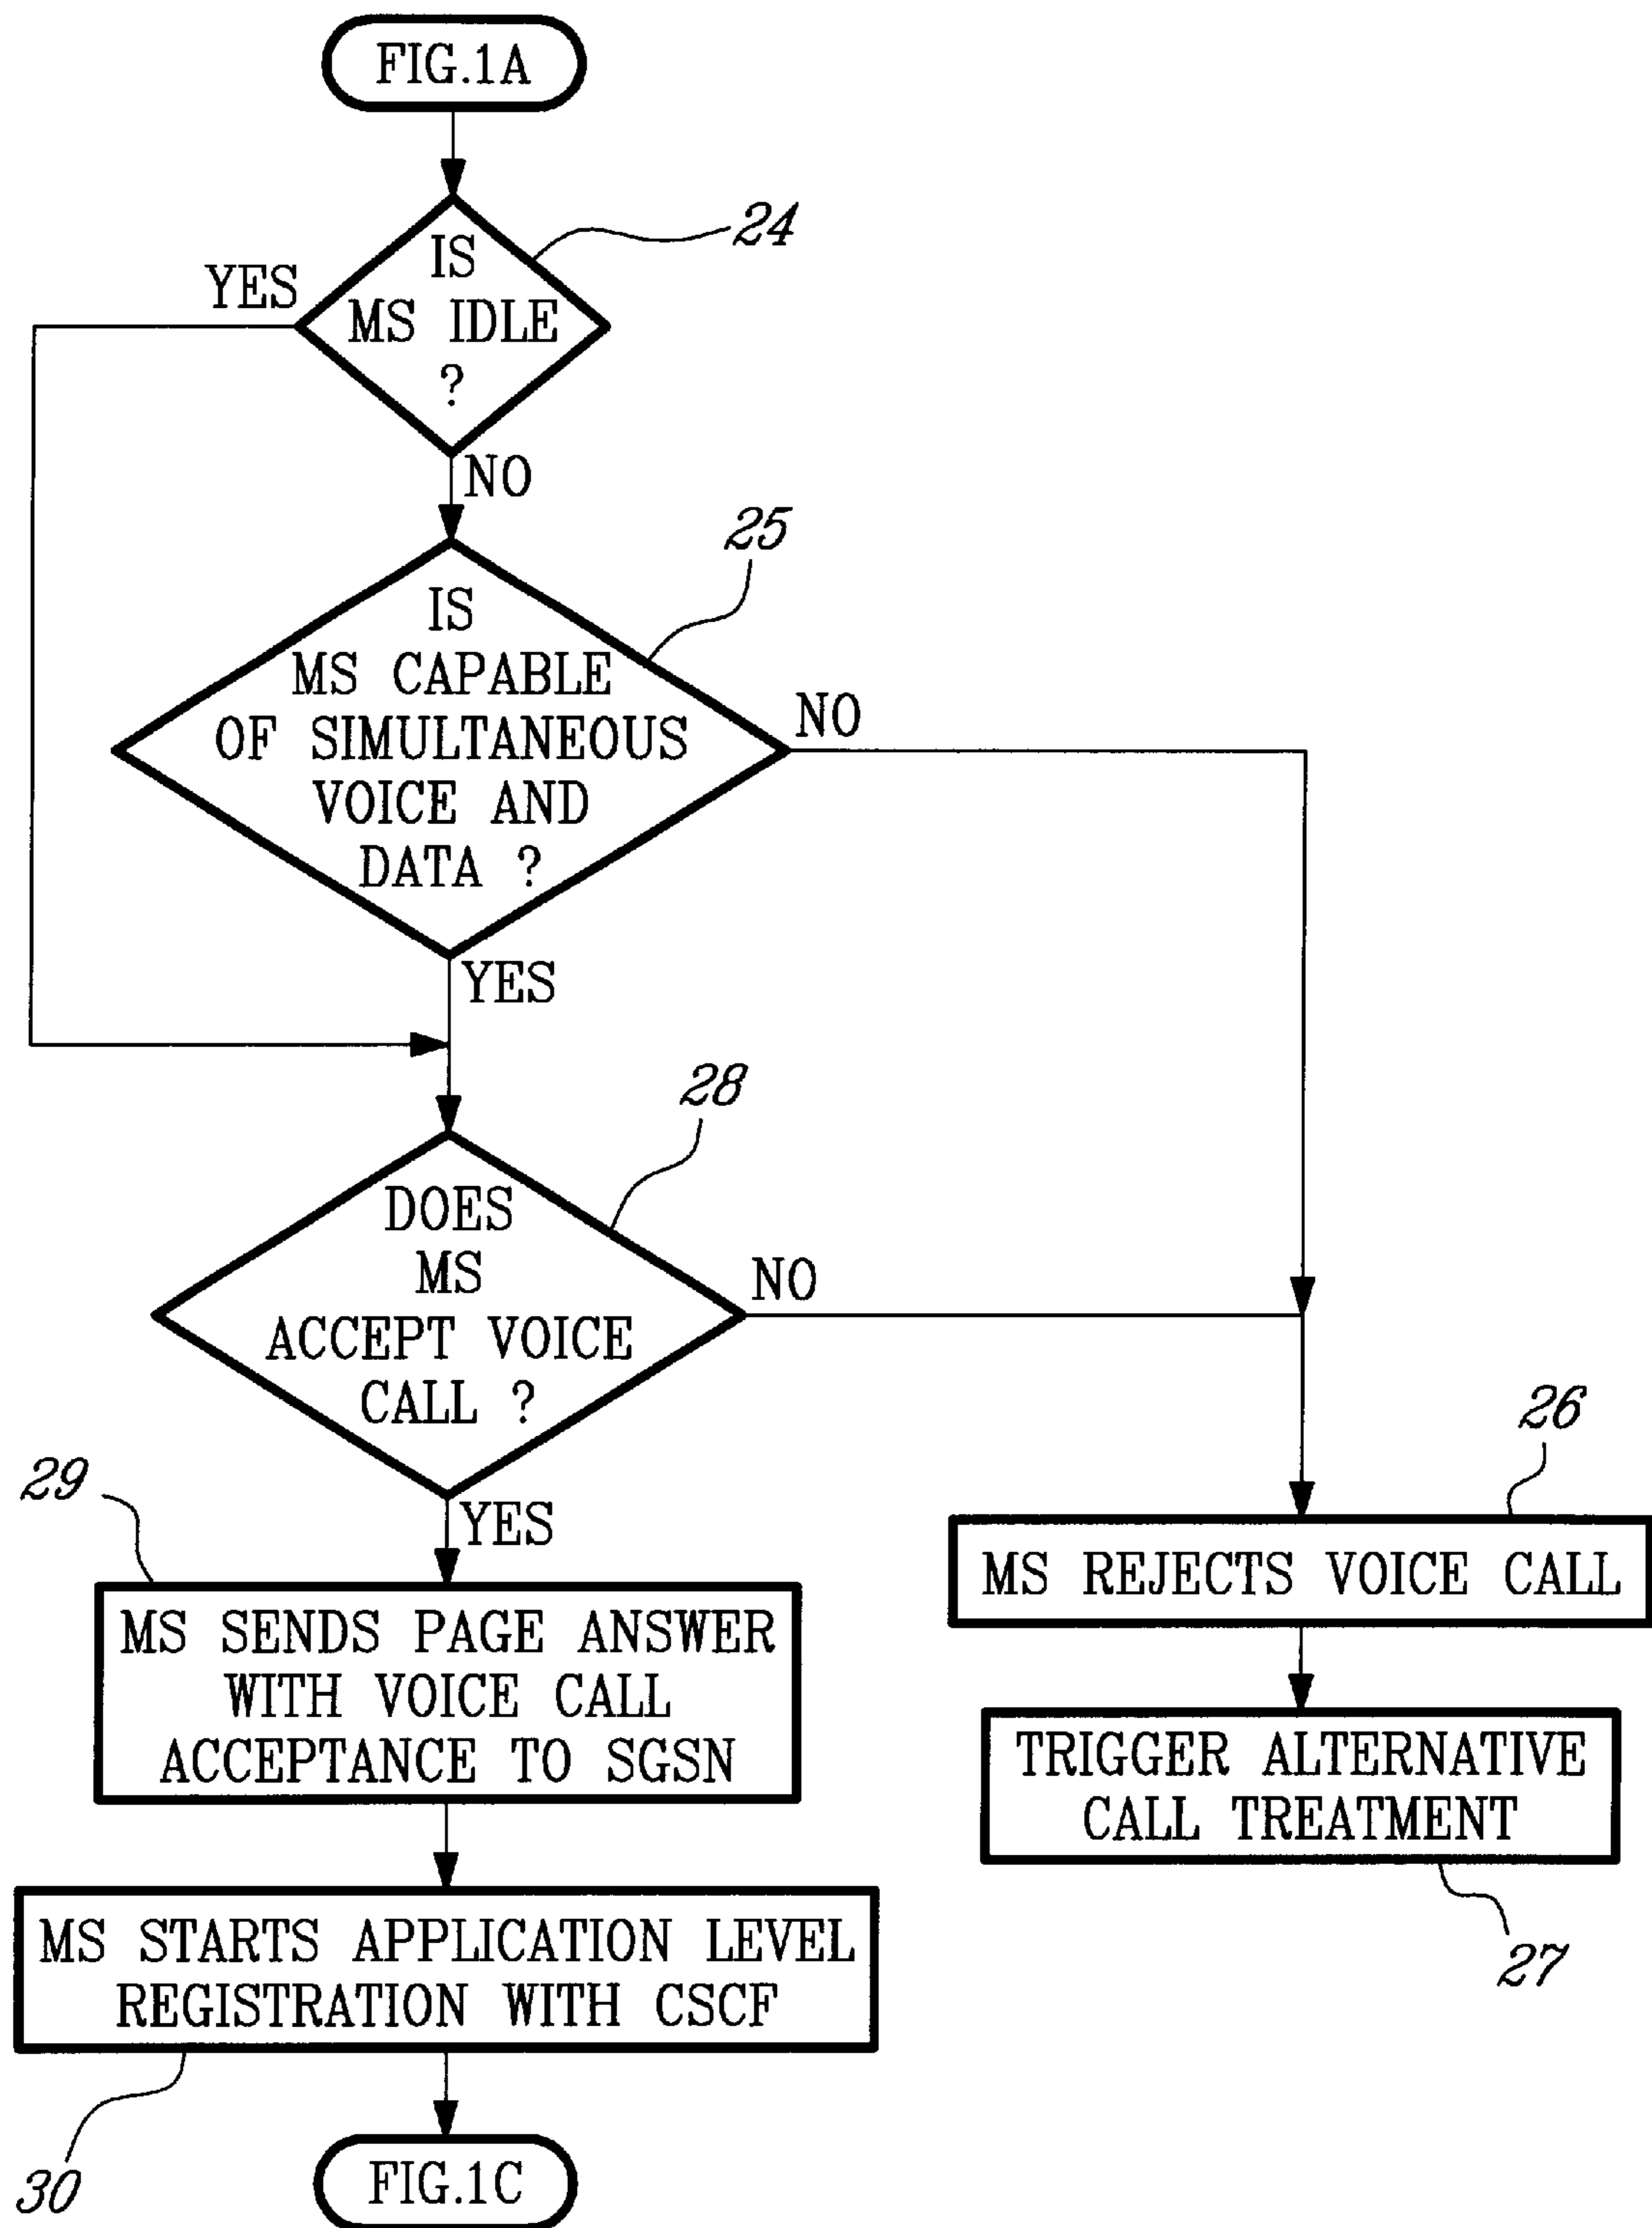 FIG.1A
24
IS
MS IDLE
?
YES
NO
25
IS
MS CAPABLE
OF SIMULTANEOUS
VOICE AND
DATA ?
NO
YES
28
DOES
MS
ACCEPT VOICE
CALL ?
NO
YES
26
MS REJECTS VOICE CALL
29
MS SENDS PAGE ANSWER
WITH VOICE CALL
ACCEPTANCE TO SGSN
TRIGGER ALTERNATIVE
CALL TREATMENT
27
MS STARTS APPLICATION LEVEL
REGISTRATION WITH CSCF
30
FIG.1C